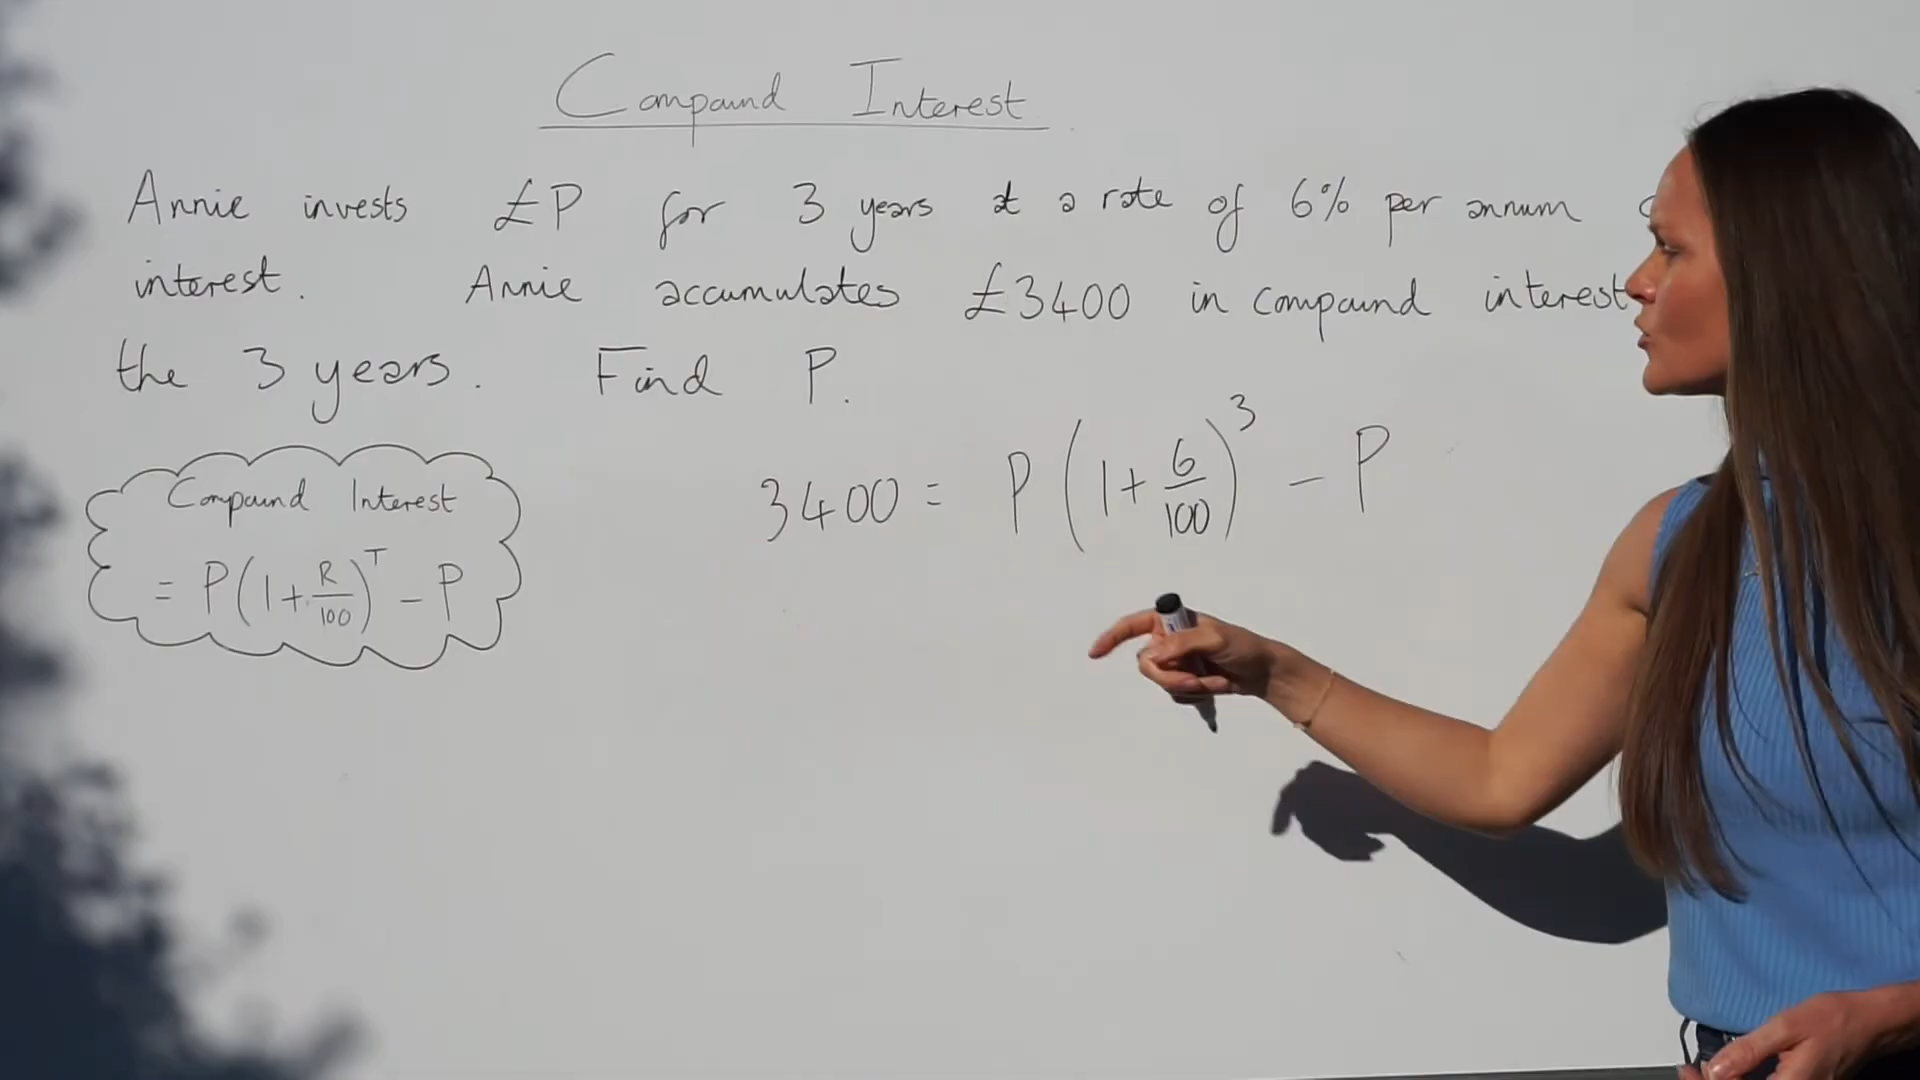 Compound Interest
Annie invests £P for 3 years at a rate of 6% per annum
interest. Annie accumulates £3400 in compound interest
the 3 years. Find P.
3400 = P(1+6/100)^3 - P
Compound Interest
= P(1+R/100)^T - P